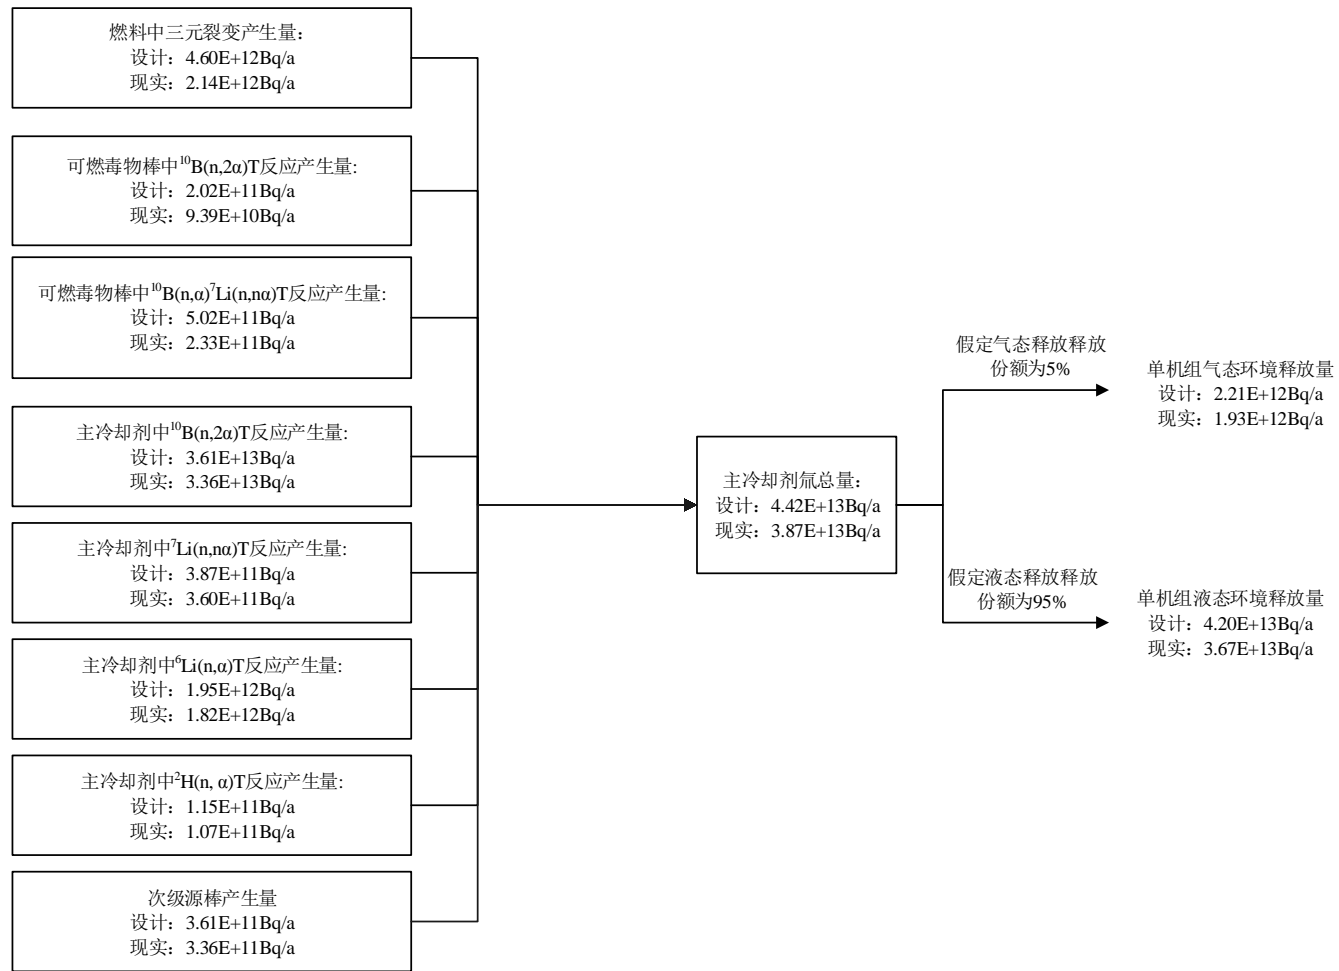 燃料中三元裂变产生量：
设计：4.60E+12Bq/a
现实：2.14E+12Bq/a
可燃毒物棒中¹⁰B(n,2α)T反应产生量:
设计：2.02E+11Bq/a
现实：9.39E+10Bq/a
可燃毒物棒中¹⁰B(n,α)⁷Li(n,nα)T反应产生量:
设计：5.02E+11Bq/a
现实：2.33E+11Bq/a
主冷却剂中¹⁰B(n,2α)T反应产生量:
设计：3.61E+13Bq/a
现实：3.36E+13Bq/a
主冷却剂中⁷Li(n,nα)T反应产生量:
设计：3.87E+11Bq/a
现实：3.60E+11Bq/a
主冷却剂中⁶Li(n,α)T反应产生量:
设计：1.95E+12Bq/a
现实：1.82E+12Bq/a
主冷却剂中²H(n, α)T反应产生量:
设计：1.15E+11Bq/a
现实：1.07E+11Bq/a
次级源棒产生量
设计：3.61E+11Bq/a
现实：3.36E+11Bq/a
主冷却剂氚总量：
设计：4.42E+13Bq/a
现实：3.87E+13Bq/a
假定气态释放释放
份额为5%
单机组气态环境释放量
设计：2.21E+12Bq/a
现实：1.93E+12Bq/a
假定液态释放释放
份额为95%
单机组液态环境释放量
设计：4.20E+13Bq/a
现实：3.67E+13Bq/a